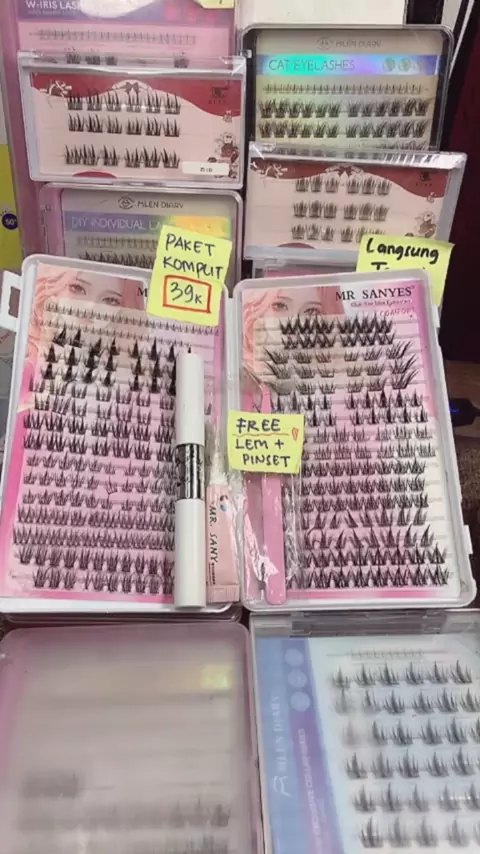 W-IRIS LASH
MILEN DIARY
CAT EYELASHES
MILEN DIARY
DIY INDIVIDUAL LA
PAKET
KOMPLIT
39K
Langsung
MR SANYES®
FREE
LEM +
PINSET
MR. SANY
MILEN DIARY